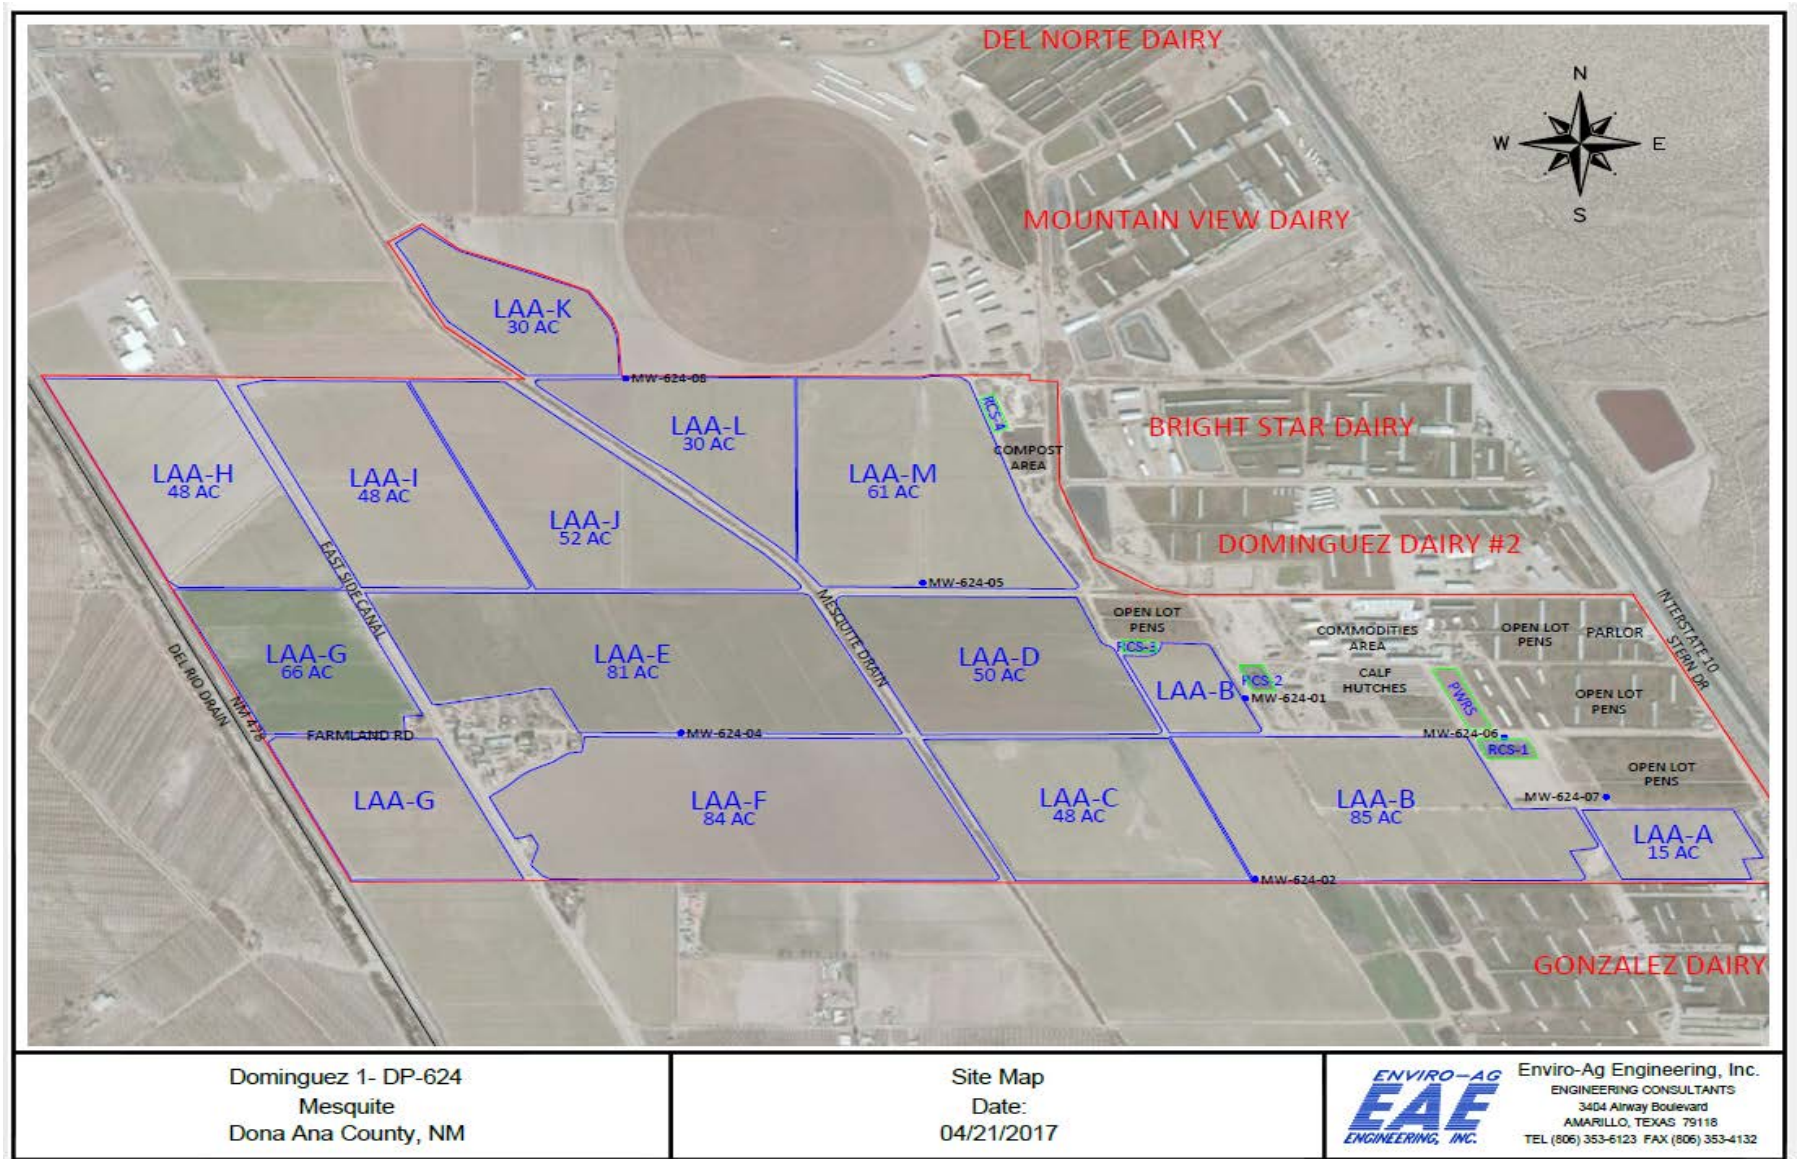 DEL NORTE DAIRY
N
W
E
S
MOUNTAIN VIEW DAIRY
LAA-K
30 AC
MW-624-08
LAA-L
30 AC
RCS-4
BRIGHT STAR DAIRY
COMPOST
AREA
LAA-H
48 AC
LAA-I
48 AC
LAA-M
61 AC
LAA-J
52 AC
DOMINGUEZ DAIRY #2
EAST SIDE CANAL
MW-624-05
MESQUITE DRAIN
INTERSTATE 10
STERN DR
OPEN LOT
PENS
COMMODITIES
AREA
OPEN LOT
PENS
PARLOR
RCS-3
LAA-G
66 AC
LAA-E
81 AC
LAA-D
50 AC
LAA-B
RCS-2
MW-624-01
CALF
HUTCHES
PWRS
OPEN LOT
PENS
DEL RIO DRAIN
NM 478
FARMLAND RD
MW-624-04
MW-624-06
RCS-1
OPEN LOT
PENS
MW-624-07
LAA-G
LAA-F
84 AC
LAA-C
48 AC
LAA-B
85 AC
LAA-A
15 AC
MW-624-02
GONZALEZ DAIRY
Dominguez 1- DP-624
Mesquite
Dona Ana County, NM
Site Map
Date:
04/21/2017
ENVIRO-AG
EAE
ENGINEERING, INC.
Enviro-Ag Engineering, Inc.
ENGINEERING CONSULTANTS
3404 Airway Boulevard
AMARILLO, TEXAS 79118
TEL (806) 353-6123 FAX (806) 353-4132